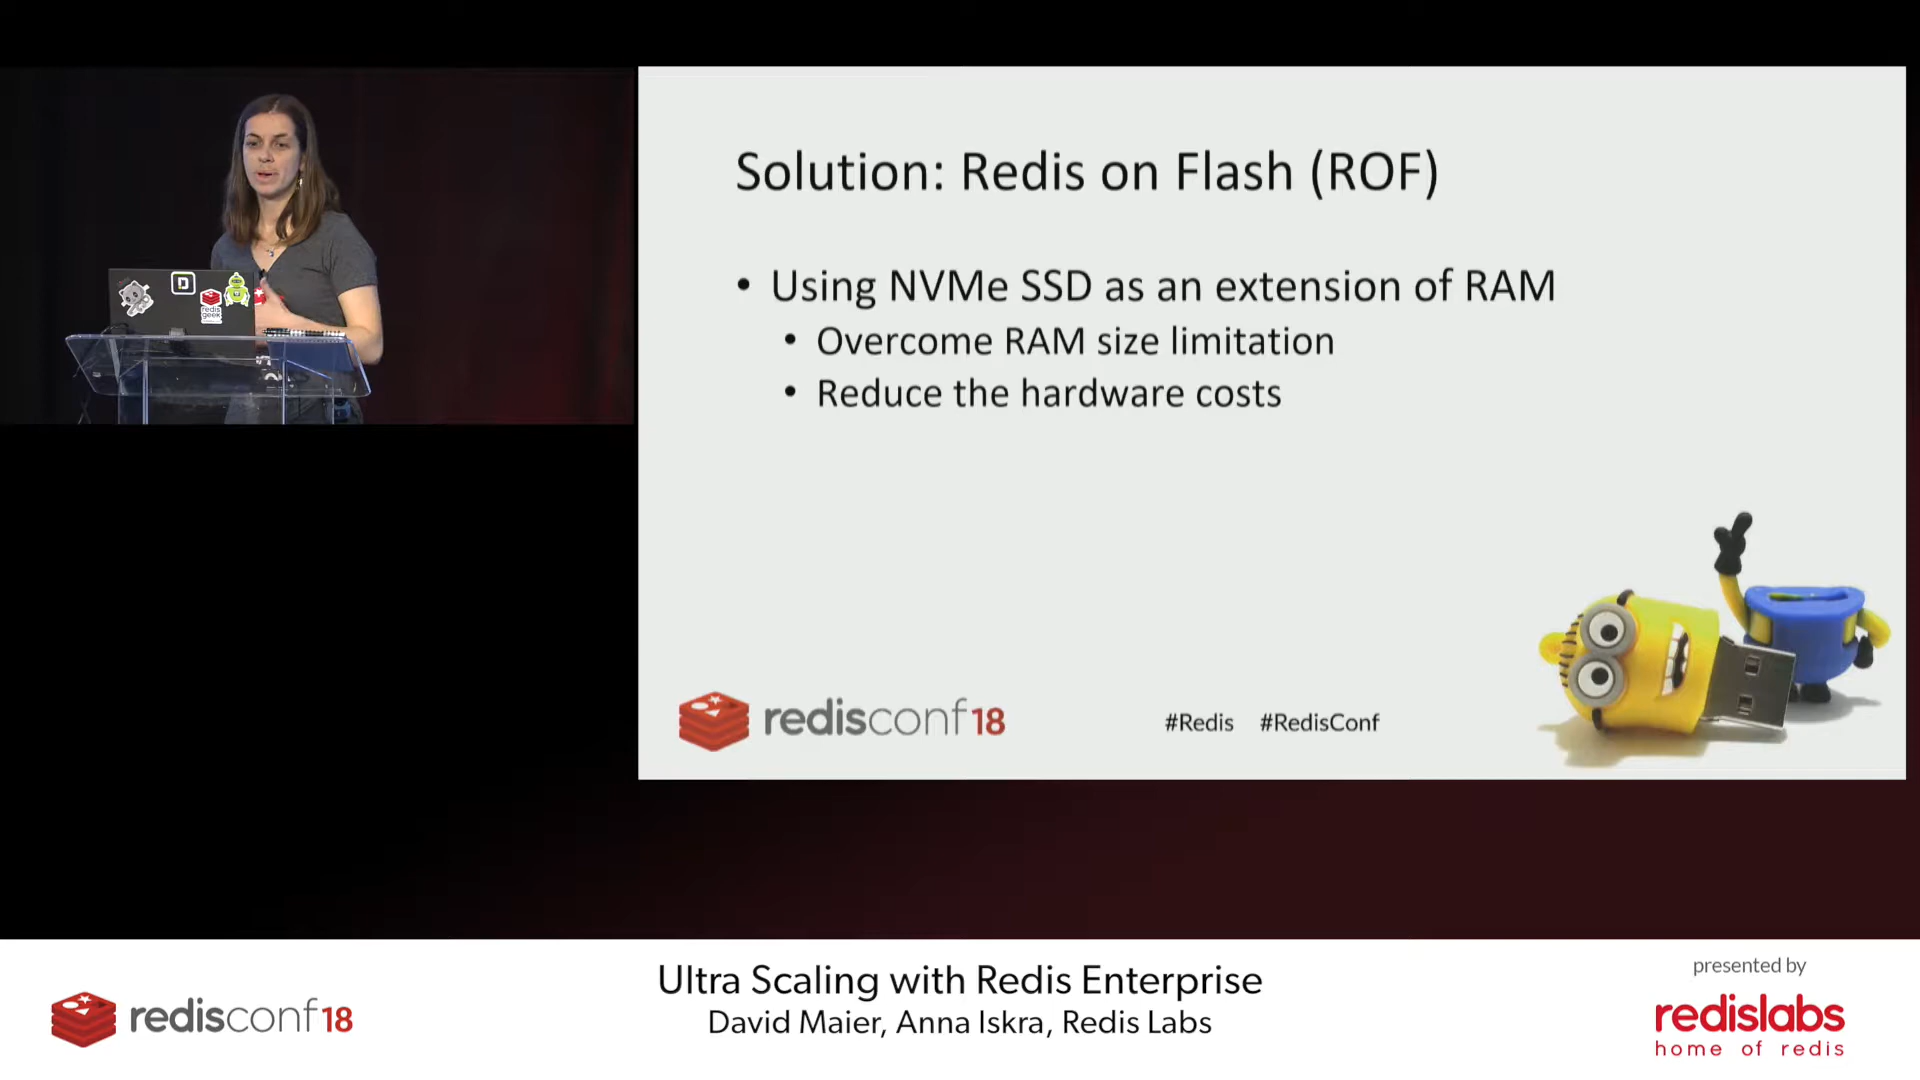 D
redis
geek
Solution: Redis on Flash (ROF)
• Using NVMe SSD as an extension of RAM
• Overcome RAM size limitation
• Reduce the hardware costs
redisconf18
#Redis #RedisConf
Ultra Scaling with Redis Enterprise
David Maier, Anna Iskra, Redis Labs
redisconf18
presented by
redislabs
home of redis